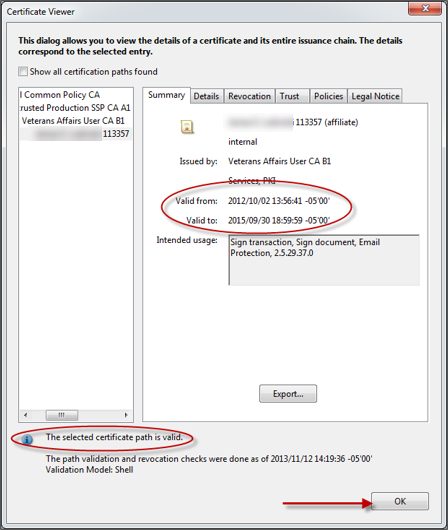 Certificate Viewer
This dialog allows you to view the details of a certificate and its entire issuance chain. The details
correspond to the selected entry.
Show all certification paths found
l Common Policy CA
rusted Production SSP CA A1
Veterans Affairs User CA B1
113357
Summary Details Revocation Trust Policies Legal Notice
113357 (affiliate)
internal
Issued by: Veterans Affairs User CA B1
Services, PKI
Valid from: 2012/10/02 13:56:41 -05'00'
Valid to: 2015/09/30 18:59:59 -05'00'
Intended usage: Sign transaction, Sign document, Email
Protection, 2.5.29.37.0
Export...
The selected certificate path is valid.
The path validation and revocation checks were done as of 2013/11/12 14:19:36 -05'00'
Validation Model: Shell
OK